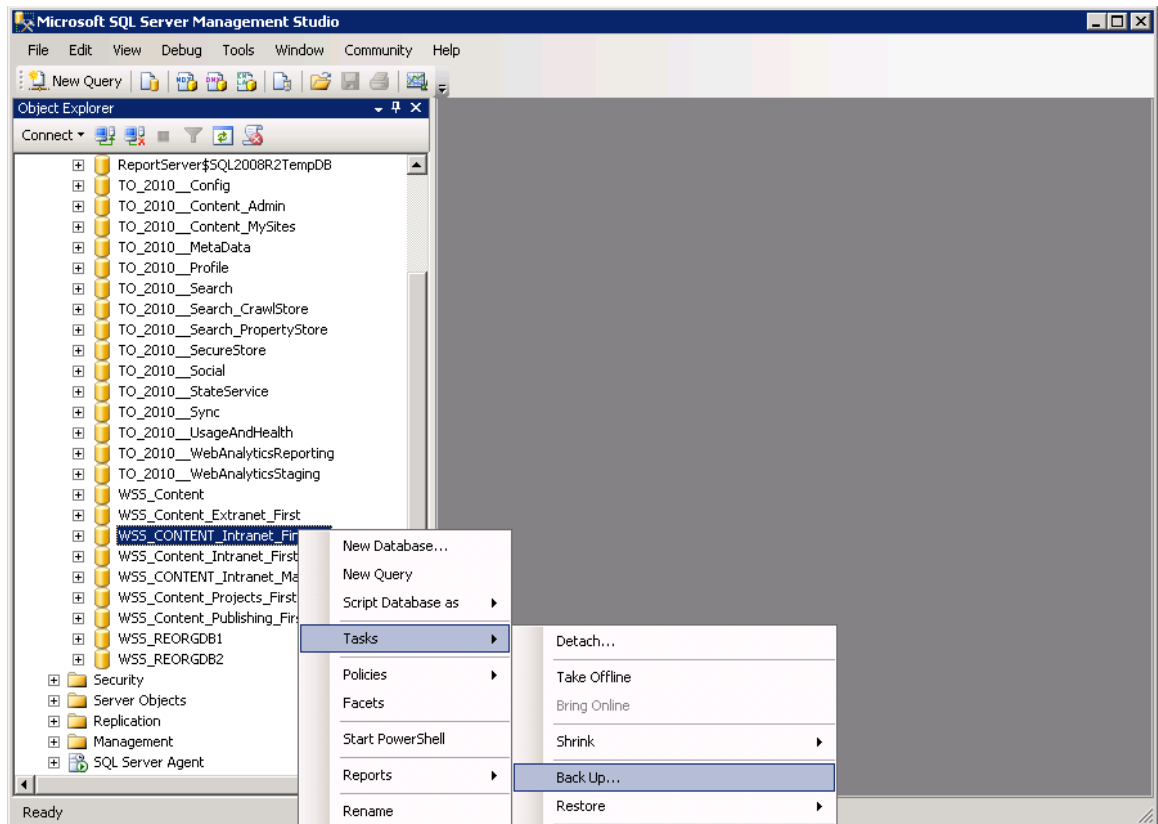 Microsoft SQL Server Management Studio
File Edit View Debug Tools Window Community Help
New Query
Object Explorer
Connect
ReportServer$SQL2008R2TempDB
TO_2010__Config
TO_2010__Content_Admin
TO_2010__Content_MySites
TO_2010__MetaData
TO_2010__Profile
TO_2010__Search
TO_2010__Search_CrawlStore
TO_2010__Search_PropertyStore
TO_2010__SecureStore
TO_2010__Social
TO_2010__StateService
TO_2010__Sync
TO_2010__UsageAndHealth
TO_2010__WebAnalyticsReporting
TO_2010__WebAnalyticsStaging
WSS_Content
WSS_Content_Extranet_First
WSS_CONTENT_Intranet_Fir
WSS_Content_Intranet_First
WSS_CONTENT_Intranet_Ma
WSS_Content_Projects_First
WSS_Content_Publishing_Fir
WSS_REORGDB1
WSS_REORGDB2
Security
Server Objects
Replication
Management
SQL Server Agent
Ready
New Database...
New Query
Script Database as
Tasks
Policies
Facets
Start PowerShell
Reports
Rename
Detach...
Take Offline
Bring Online
Shrink
Back Up...
Restore